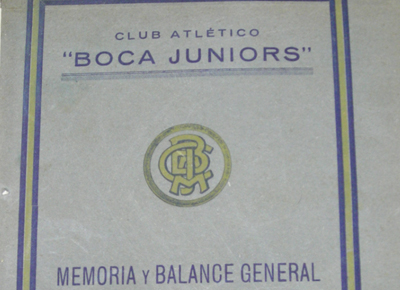 CLUB ATLÉTICO
"BOCA JUNIORS"
MEMORIA Y BALANCE GENERAL